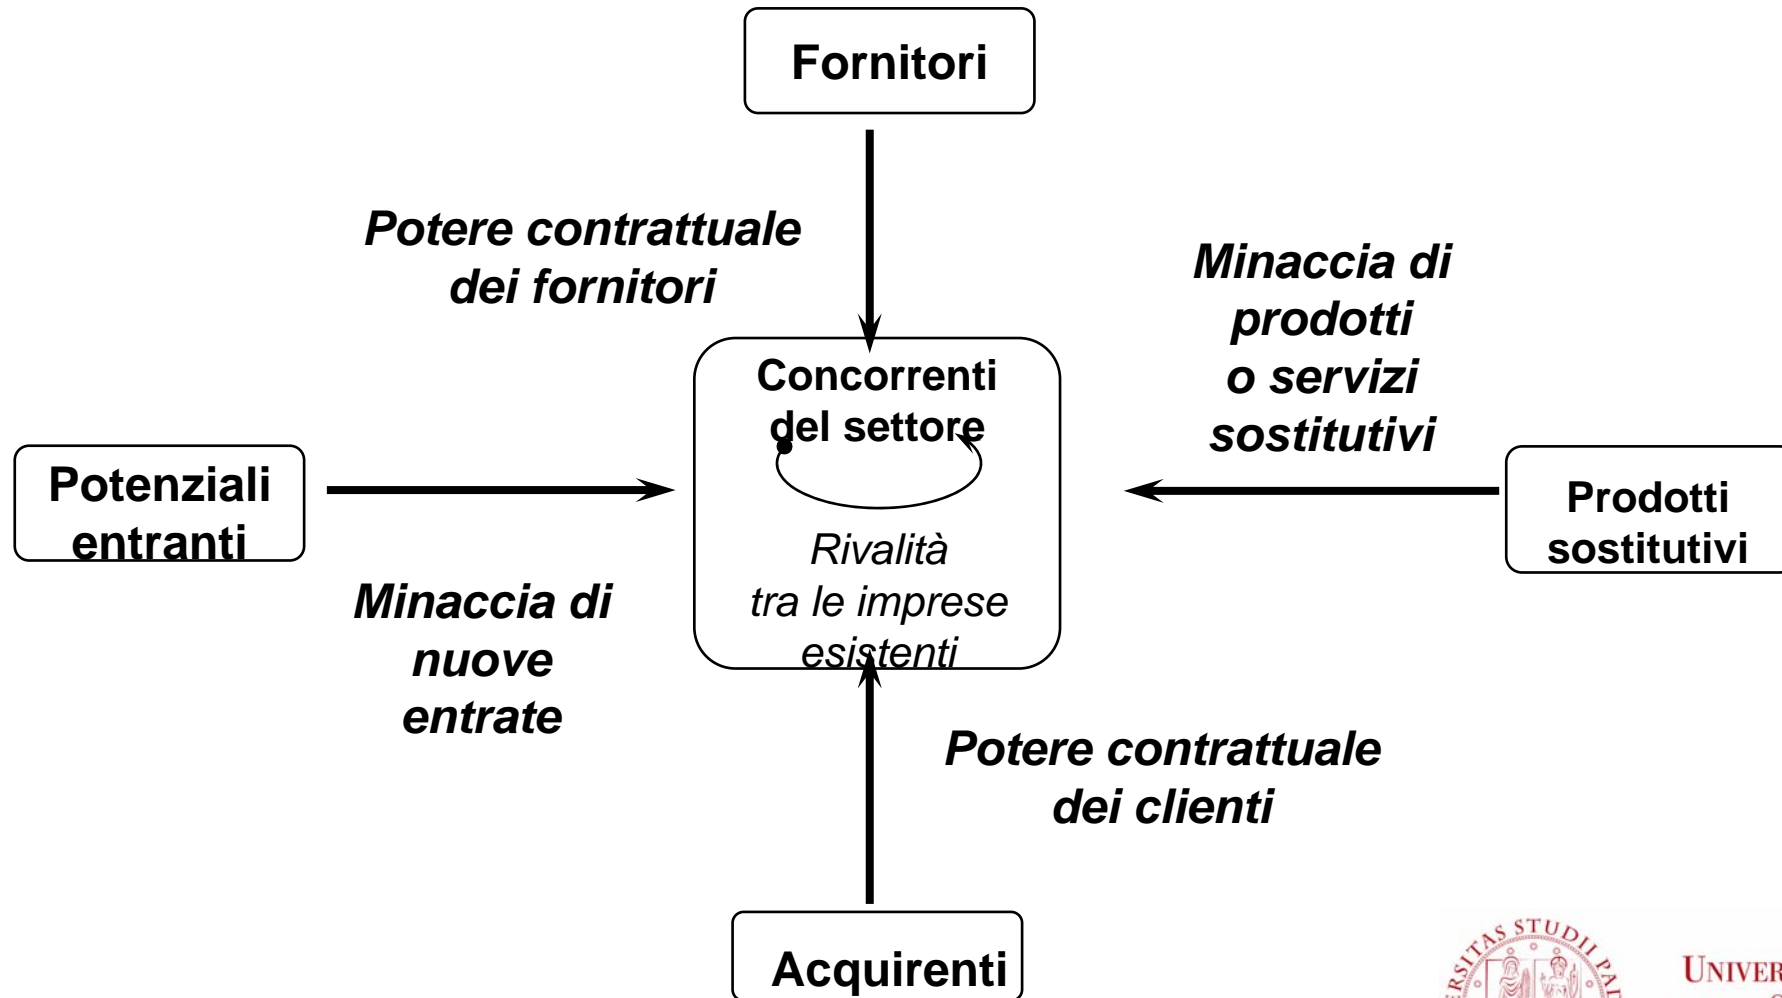 Fornitori
Potere contrattuale
dei fornitori
Minaccia di
prodotti
o servizi
sostitutivi
Concorrenti
del settore
Potenziali
entranti
Rivalità
tra le imprese
esistenti
Prodotti
sostitutivi
Minaccia di
nuove
entrate
Potere contrattuale
dei clienti
Acquirenti